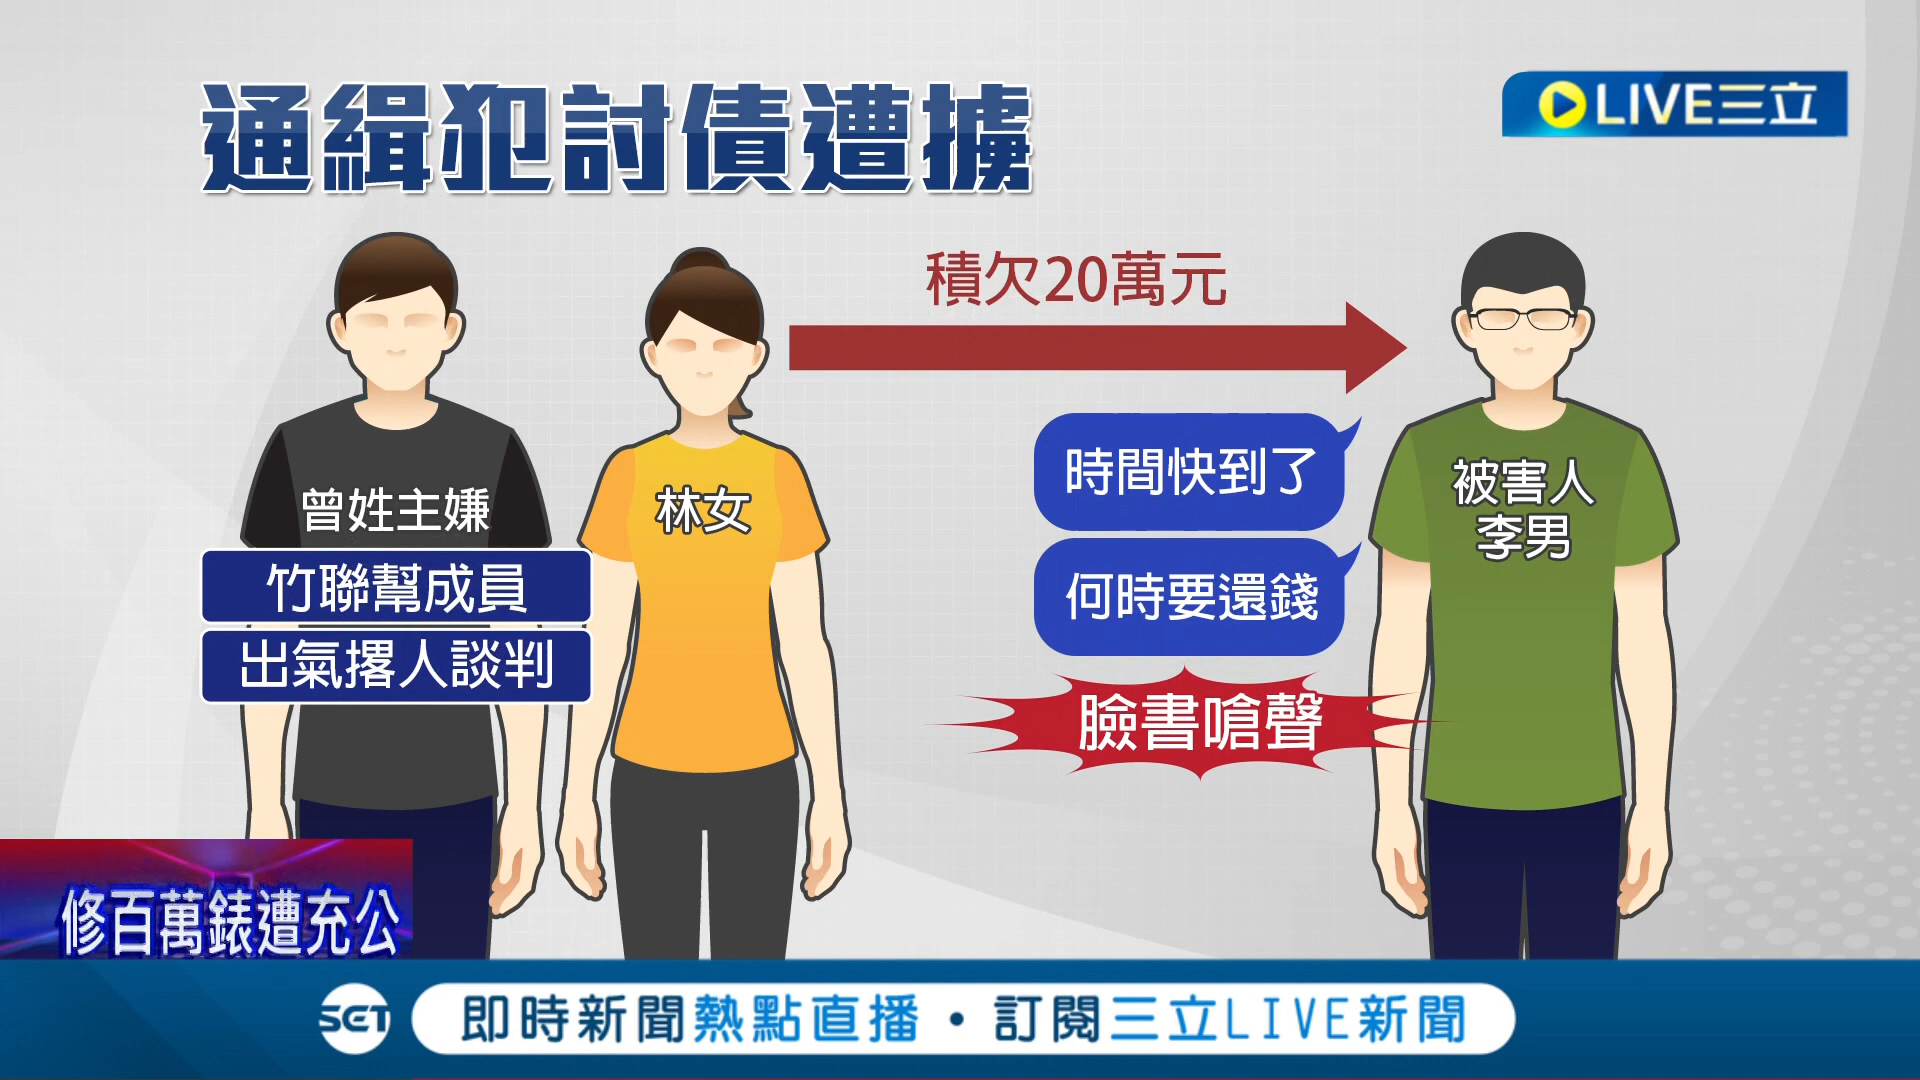 通緝犯討債遭擄
LIVE三立
積欠20萬元
時間快到了
何時要還錢
臉書嗆聲
曾姓主嫌
竹聯幫成員
出氣撂人談判
林女
被害人
李男
修百萬錶遭充公
SET
即時新聞熱點直播・訂閱三立LIVE新聞